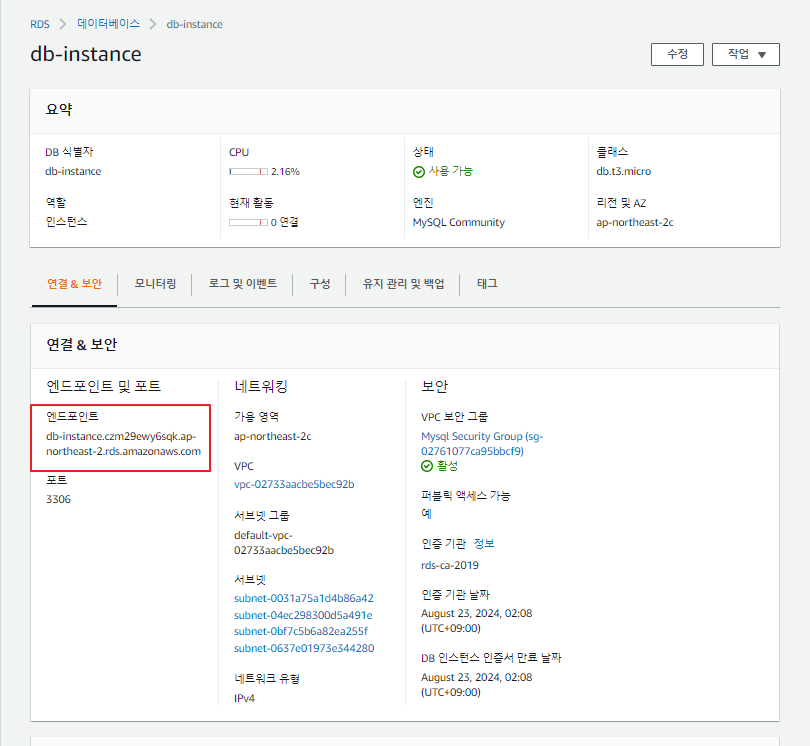 RDS > 데이터베이스 > db-instance
db-instance
수정
작업 ▼
요약
DB 식별자
db-instance
CPU
2.16%
상태
사용 가능
클래스
db.t3.micro
역할
인스턴스
현재 활동
0 연결
엔진
MySQL Community
리전 및 AZ
ap-northeast-2c
연결 & 보안
모니터링
로그 및 이벤트
구성
유지 관리 및 백업
태그
연결 & 보안
엔드포인트 및 포트
엔드포인트
db-instance.czm29ewy6sqk.ap-
northeast-2.rds.amazonaws.com
포트
3306
네트워킹
가용 영역
ap-northeast-2c
VPC
vpc-02733aacbe5bec92b
서브넷 그룹
default-vpc-
02733aacbe5bec92b
서브넷
subnet-0031a75a1d4b86a42
subnet-04ec298300d5a491e
subnet-0bf7c5b6a82ea255f
subnet-0637e01973e344280
네트워크 유형
IPv4
보안
VPC 보안 그룹
Mysql Security Group (sg-
02761077ca95bbcf9)
활성
퍼블릭 액세스 가능
예
인증 기관 정보
rds-ca-2019
인증 기관 날짜
August 23, 2024, 02:08
(UTC+09:00)
DB 인스턴스 인증서 만료 날짜
August 23, 2024, 02:08
(UTC+09:00)